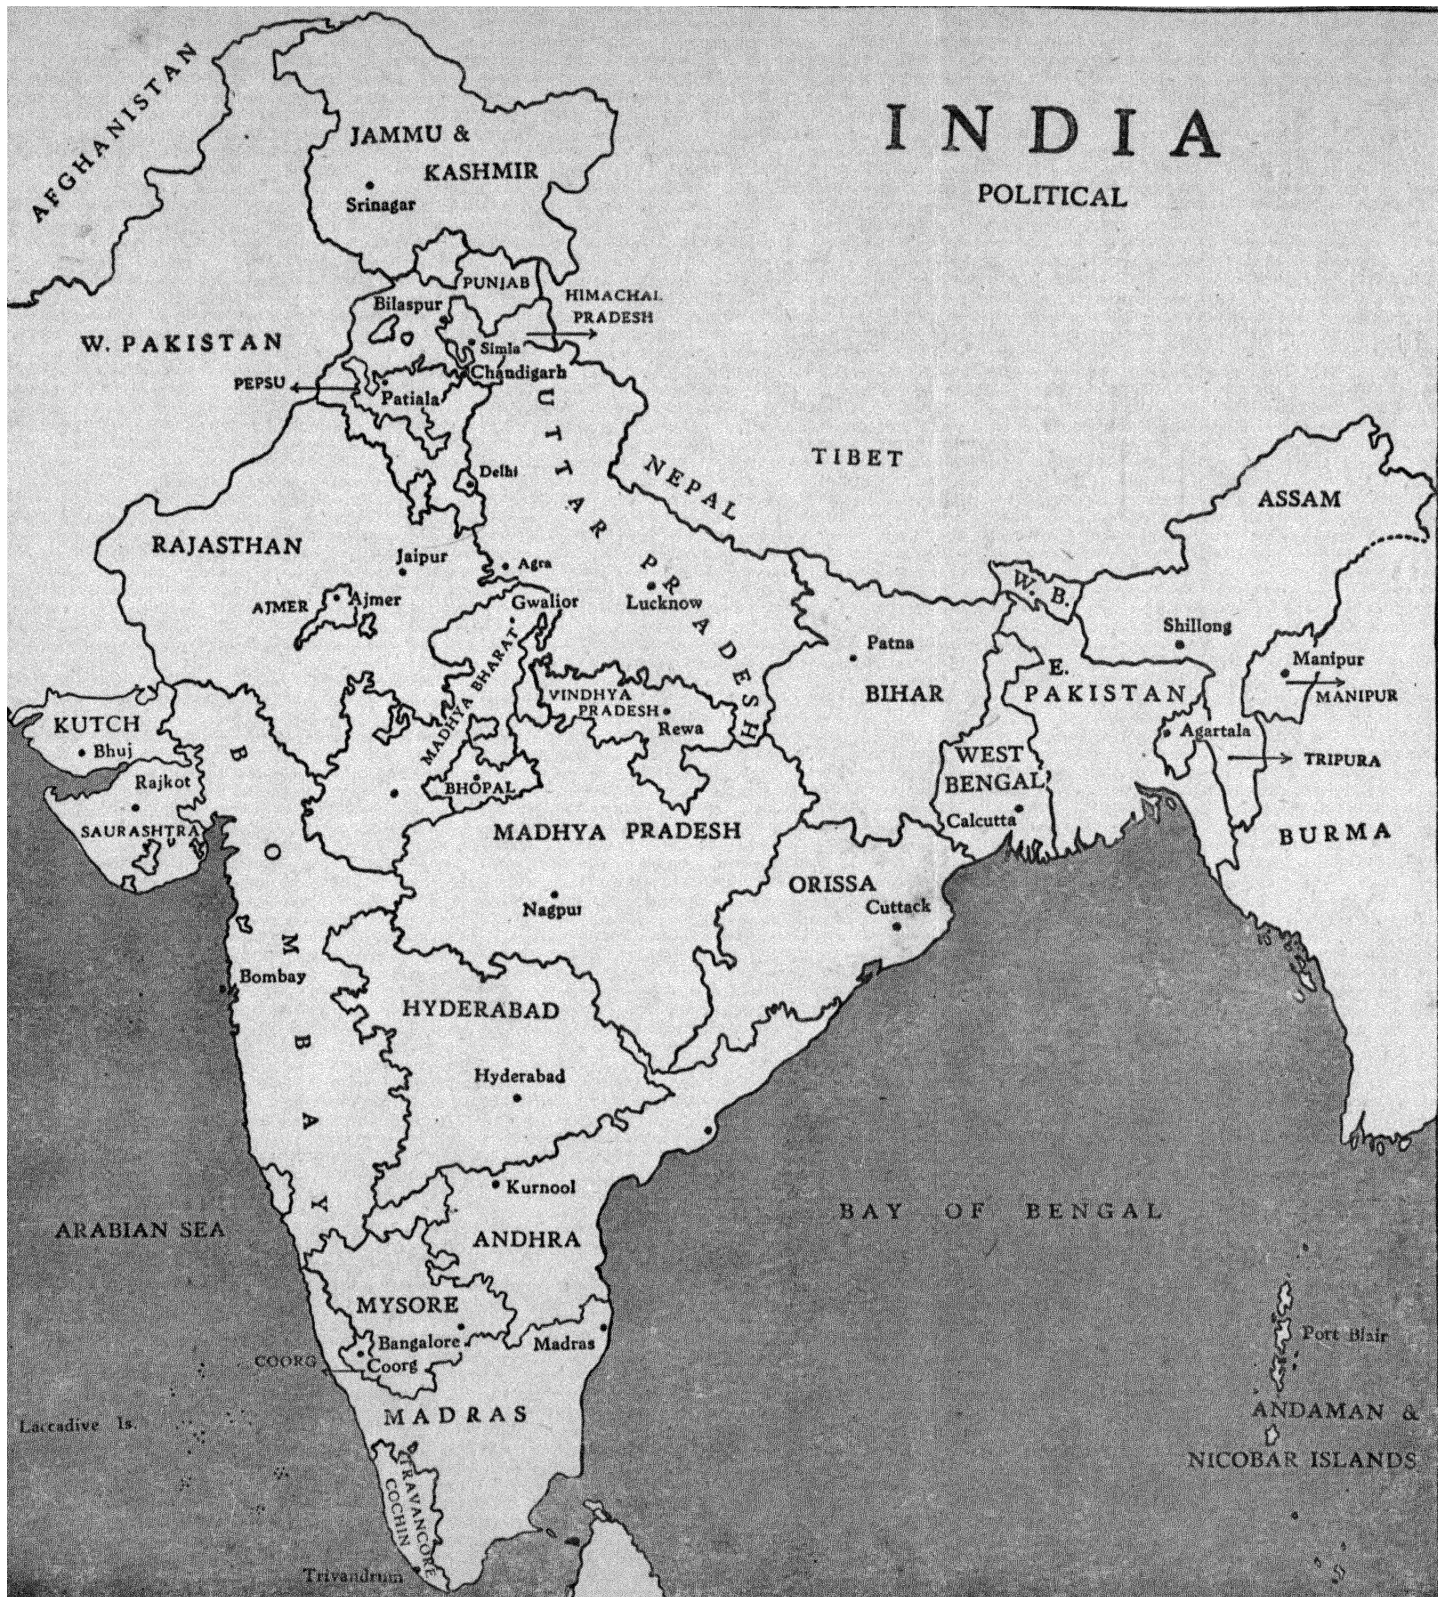 INDIA
POLITICAL
AFGHANISTAN
JAMMU &
KASHMIR
Srinagar
PUNJAB
Bilaspur
HIMACHAL
PRADESH
W. PAKISTAN
Simla
Chandigarh
PEPSU
Patiala
UTTAR PRADESH
TIBET
NEPAL
Delhi
ASSAM
RAJASTHAN
Jaipur
Agra
W. B.
AJMER
Ajmer
Gwalior
Lucknow
Shillong
Patna
Manipur
MANIPUR
E.
PAKISTAN
BIHAR
MADHYA BHARAT
VINDHYA
PRADESH
Rewa
KUTCH
Bhuj
Agartala
TRIPURA
WEST
BENGAL
Calcutta
Rajkot
SAURASHTRA
BOMBAY
BHOPAL
MADHYA PRADESH
BURMA
ORISSA
Cuttack
Nagpur
Bombay
HYDERABAD
Hyderabad
Kurnool
ANDHRA
ARABIAN SEA
BAY OF BENGAL
MYSORE
Bangalore
Madras
COORG
Coorg
Port Blair
MADRAS
Laccadive Is.
ANDAMAN &
NICOBAR ISLANDS
TRAVANCORE
COCHIN
Trivandrum